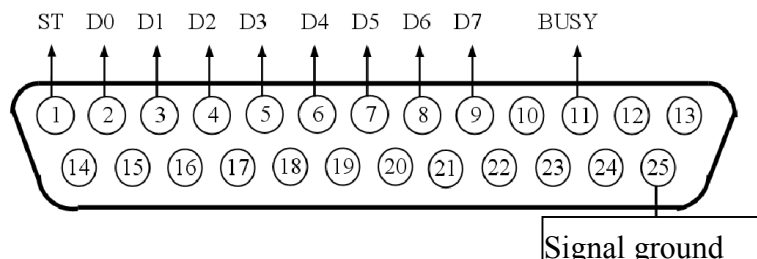 ST D0 D1 D2 D3 D4 D5 D6 D7 BUSY
1 2 3 4 5 6 7 8 9 10 11 12 13
14 15 16 17 18 19 20 21 22 23 24 25
Signal ground